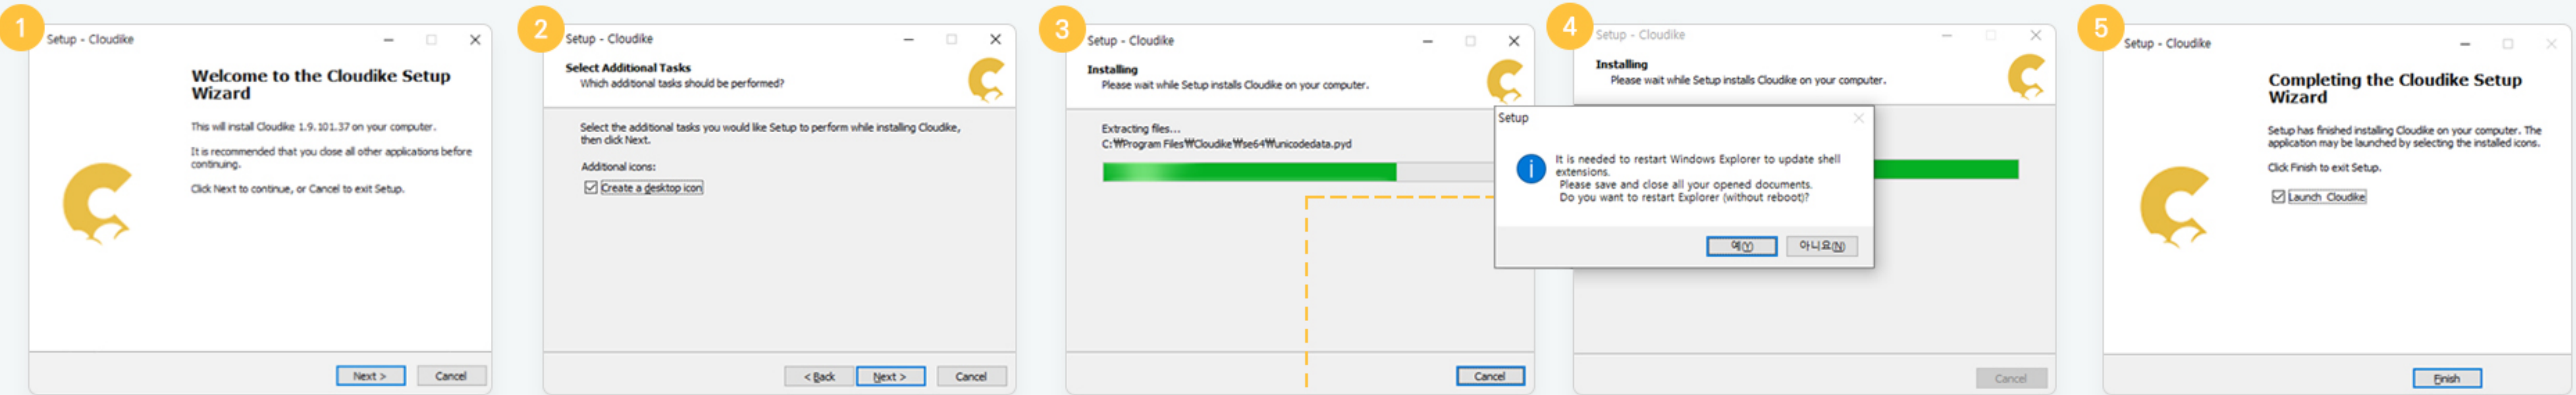 1
Setup - Cloudike
Welcome to the Cloudike Setup
Wizard
This will install Cloudike 1.9.101.37 on your computer.
It is recommended that you close all other applications before
continuing.
Click Next to continue, or Cancel to exit Setup.
Next >
Cancel
2
Setup - Cloudike
Select Additional Tasks
Which additional tasks should be performed?
Select the additional tasks you would like Setup to perform while installing Cloudike,
then click Next.
Additional icons:
Create a desktop icon
< Back
Next >
Cancel
3
Setup - Cloudike
Installing
Please wait while Setup installs Cloudike on your computer.
Extracting files...
C:₩Program Files₩Cloudike₩se64₩unicodedata.pyd
Cancel
4
Setup - Cloudike
Installing
Please wait while Setup installs Cloudike on your computer.
Setup
It is needed to restart Windows Explorer to update shell
extensions.
Please save and close all your opened documents.
Do you want to restart Explorer (without reboot)?
예(Y)
아니요(N)
Cancel
5
Setup - Cloudike
Completing the Cloudike Setup
Wizard
Setup has finished installing Cloudike on your computer. The
application may be launched by selecting the installed icons.
Click Finish to exit Setup.
Launch Cloudike
Finish